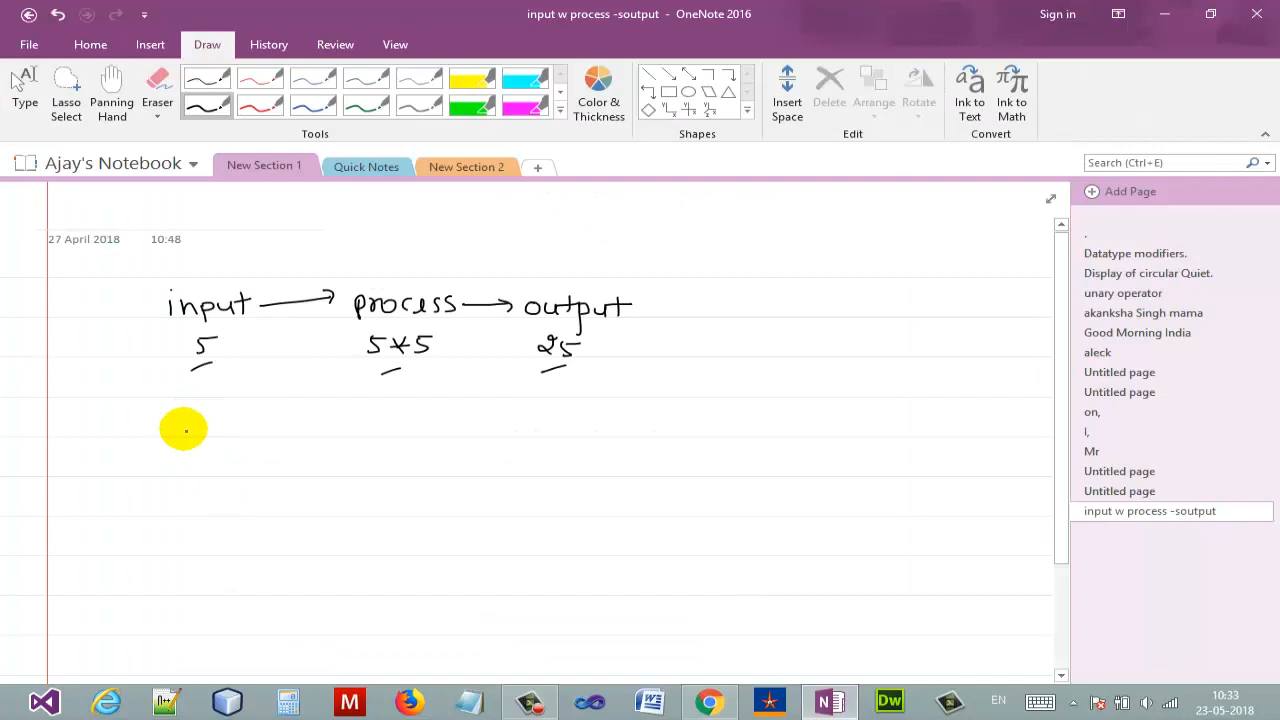 input w process -soutput - OneNote 2016
Sign in
File Home Insert Draw History Review View
Type
Lasso Select
Panning Hand
Eraser
Color & Thickness
Insert Space
Delete
Arrange
Rotate
Ink to Text
Ink to Math
Tools Shapes Edit Convert
Ajay's Notebook New Section 1 Quick Notes New Section 2 Search (Ctrl+E)
Add Page
27 April 2018 10:48
input → process → output
5 5*5 25
.
Datatype modifiers.
Display of circular Quiet.
unary operator
akanksha Singh mama
Good Morning India
aleck
Untitled page
Untitled page
on,
I,
Mr
Untitled page
Untitled page
input w process -soutput
EN
10:33
23-05-2018